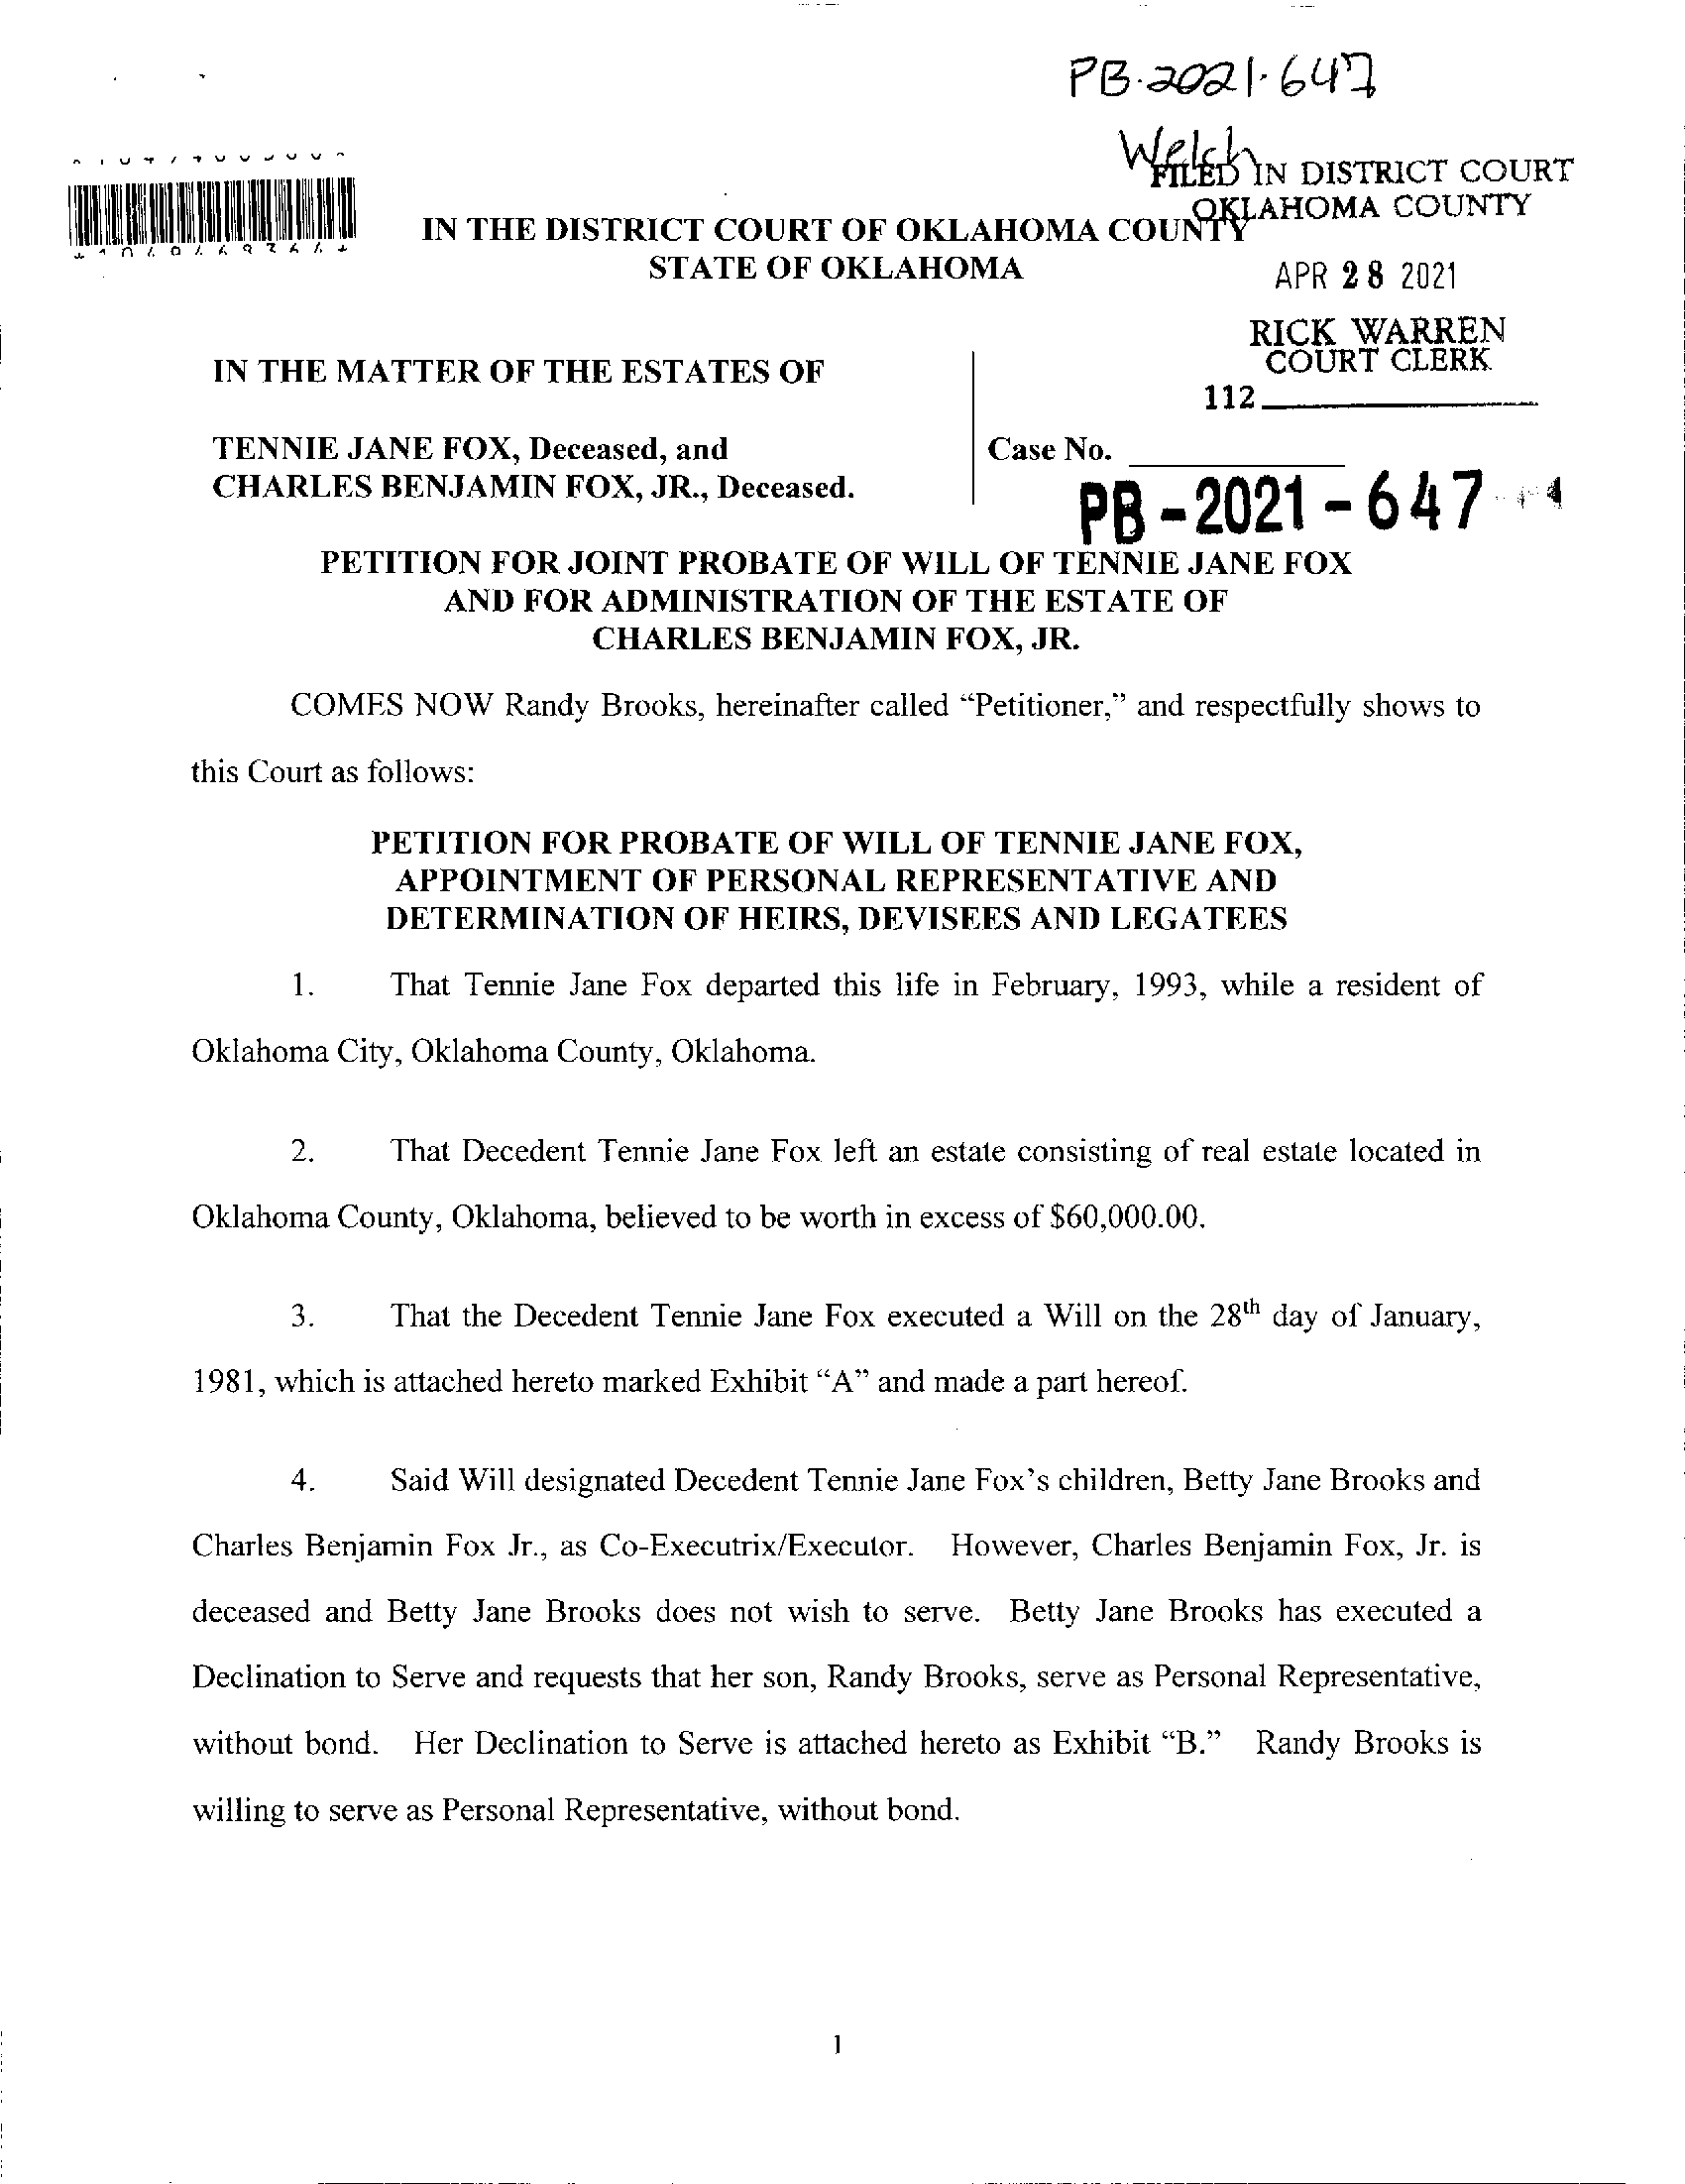 PB-2021-647
Welch
FILED IN DISTRICT COURT
OKLAHOMA COUNTY
IN THE DISTRICT COURT OF OKLAHOMA COUNTY
STATE OF OKLAHOMA
APR 28 2021
RICK WARREN
COURT CLERK
112
IN THE MATTER OF THE ESTATES OF
TENNIE JANE FOX, Deceased, and
CHARLES BENJAMIN FOX, JR., Deceased.
Case No.
PB-2021-647
PETITION FOR JOINT PROBATE OF WILL OF TENNIE JANE FOX
AND FOR ADMINISTRATION OF THE ESTATE OF
CHARLES BENJAMIN FOX, JR.
COMES NOW Randy Brooks, hereinafter called “Petitioner,” and respectfully shows to
this Court as follows:
PETITION FOR PROBATE OF WILL OF TENNIE JANE FOX,
APPOINTMENT OF PERSONAL REPRESENTATIVE AND
DETERMINATION OF HEIRS, DEVISEES AND LEGATEES
1. That Tennie Jane Fox departed this life in February, 1993, while a resident of
Oklahoma City, Oklahoma County, Oklahoma.
2. That Decedent Tennie Jane Fox left an estate consisting of real estate located in
Oklahoma County, Oklahoma, believed to be worth in excess of $60,000.00.
3. That the Decedent Tennie Jane Fox executed a Will on the 28th day of January,
1981, which is attached hereto marked Exhibit “A” and made a part hereof.
4. Said Will designated Decedent Tennie Jane Fox’s children, Betty Jane Brooks and
Charles Benjamin Fox Jr., as Co-Executrix/Executor. However, Charles Benjamin Fox, Jr. is
deceased and Betty Jane Brooks does not wish to serve. Betty Jane Brooks has executed a
Declination to Serve and requests that her son, Randy Brooks, serve as Personal Representative,
without bond. Her Declination to Serve is attached hereto as Exhibit “B.” Randy Brooks is
willing to serve as Personal Representative, without bond.
1